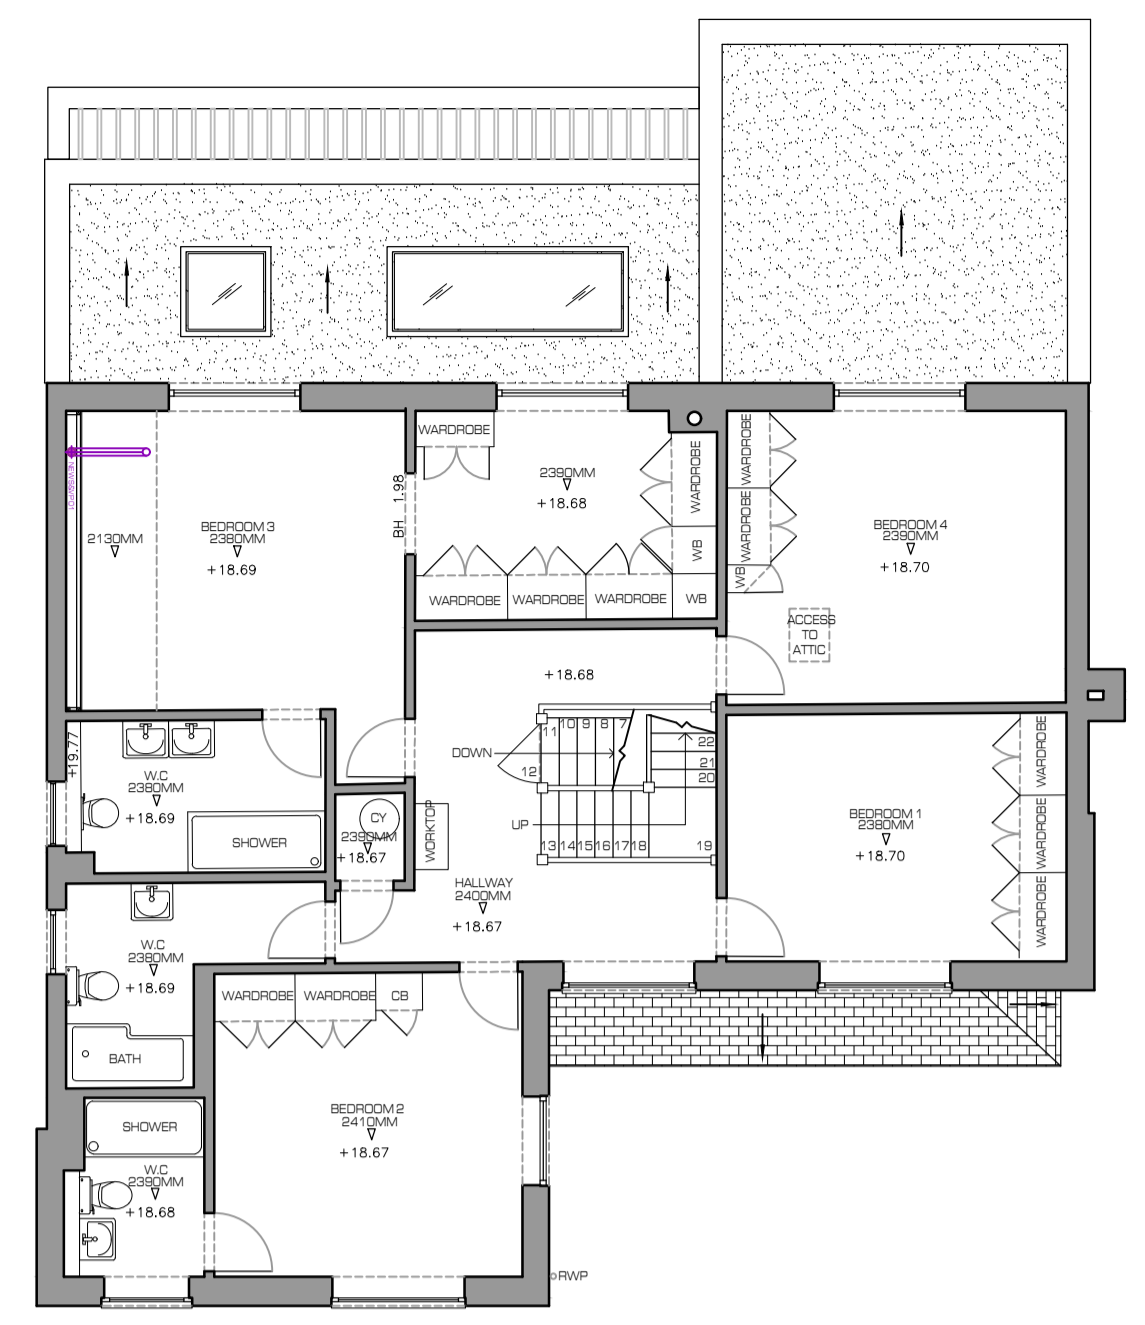 WARDROBE
WARDROBE
WARDROBE
2390MM
+18.68
BH 1.98
NEWSSVP01
BEDROOM 3
2380MM
+18.69
2130MM
BEDROOM 4
2390MM
+18.70
WARDROBE
WB
WB
WARDROBE
WARDROBE
WARDROBE
WB
ACCESS
TO
ATTIC
+18.68
DOWN
11
10
9
8
7
12
22
21
20
UP
13
14
15
16
17
18
19
+19.77
W.C
2380MM
+18.69
SHOWER
CY
2390MM
+18.67
WORKTOP
BEDROOM 1
2380MM
+18.70
WARDROBE
WARDROBE
WARDROBE
HALLWAY
2400MM
+18.67
W.C
2380MM
+18.69
BATH
WARDROBE
WARDROBE
CB
BEDROOM 2
2410MM
+18.67
SHOWER
W.C
2390MM
+18.68
RWP